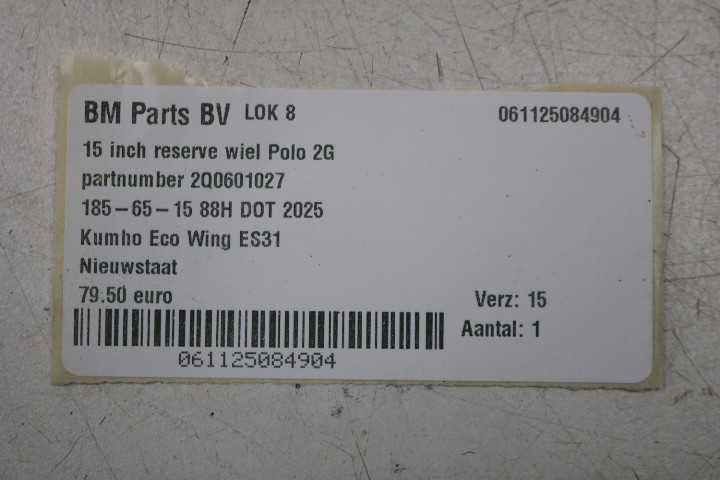 BM Parts BV LOK 8 061125084904
15 inch reserve wiel Polo 2G
partnumber 2Q0601027
185-65-15 88H DOT 2025
Kumho Eco Wing ES31
Nieuwstaat
79.50 euro Verz: 15
Aantal: 1
061125084904